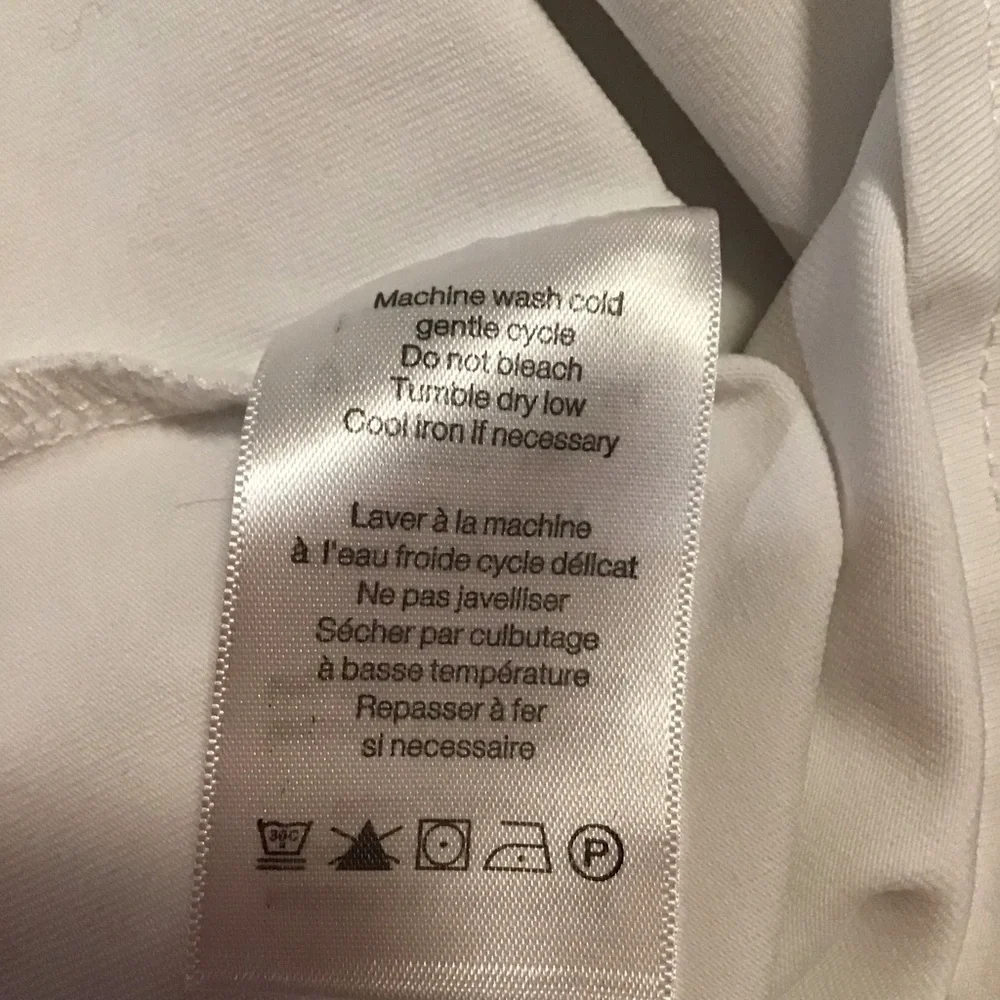 Machine wash cold
gentle cycle
Do not bleach
Tumble dry low
Cool iron if necessary
Laver à la machine
à l'eau froide cycle délicat
Ne pas javelliser
Sécher par culbutage
à basse température
Repasser à fer
si necessaire
30C P